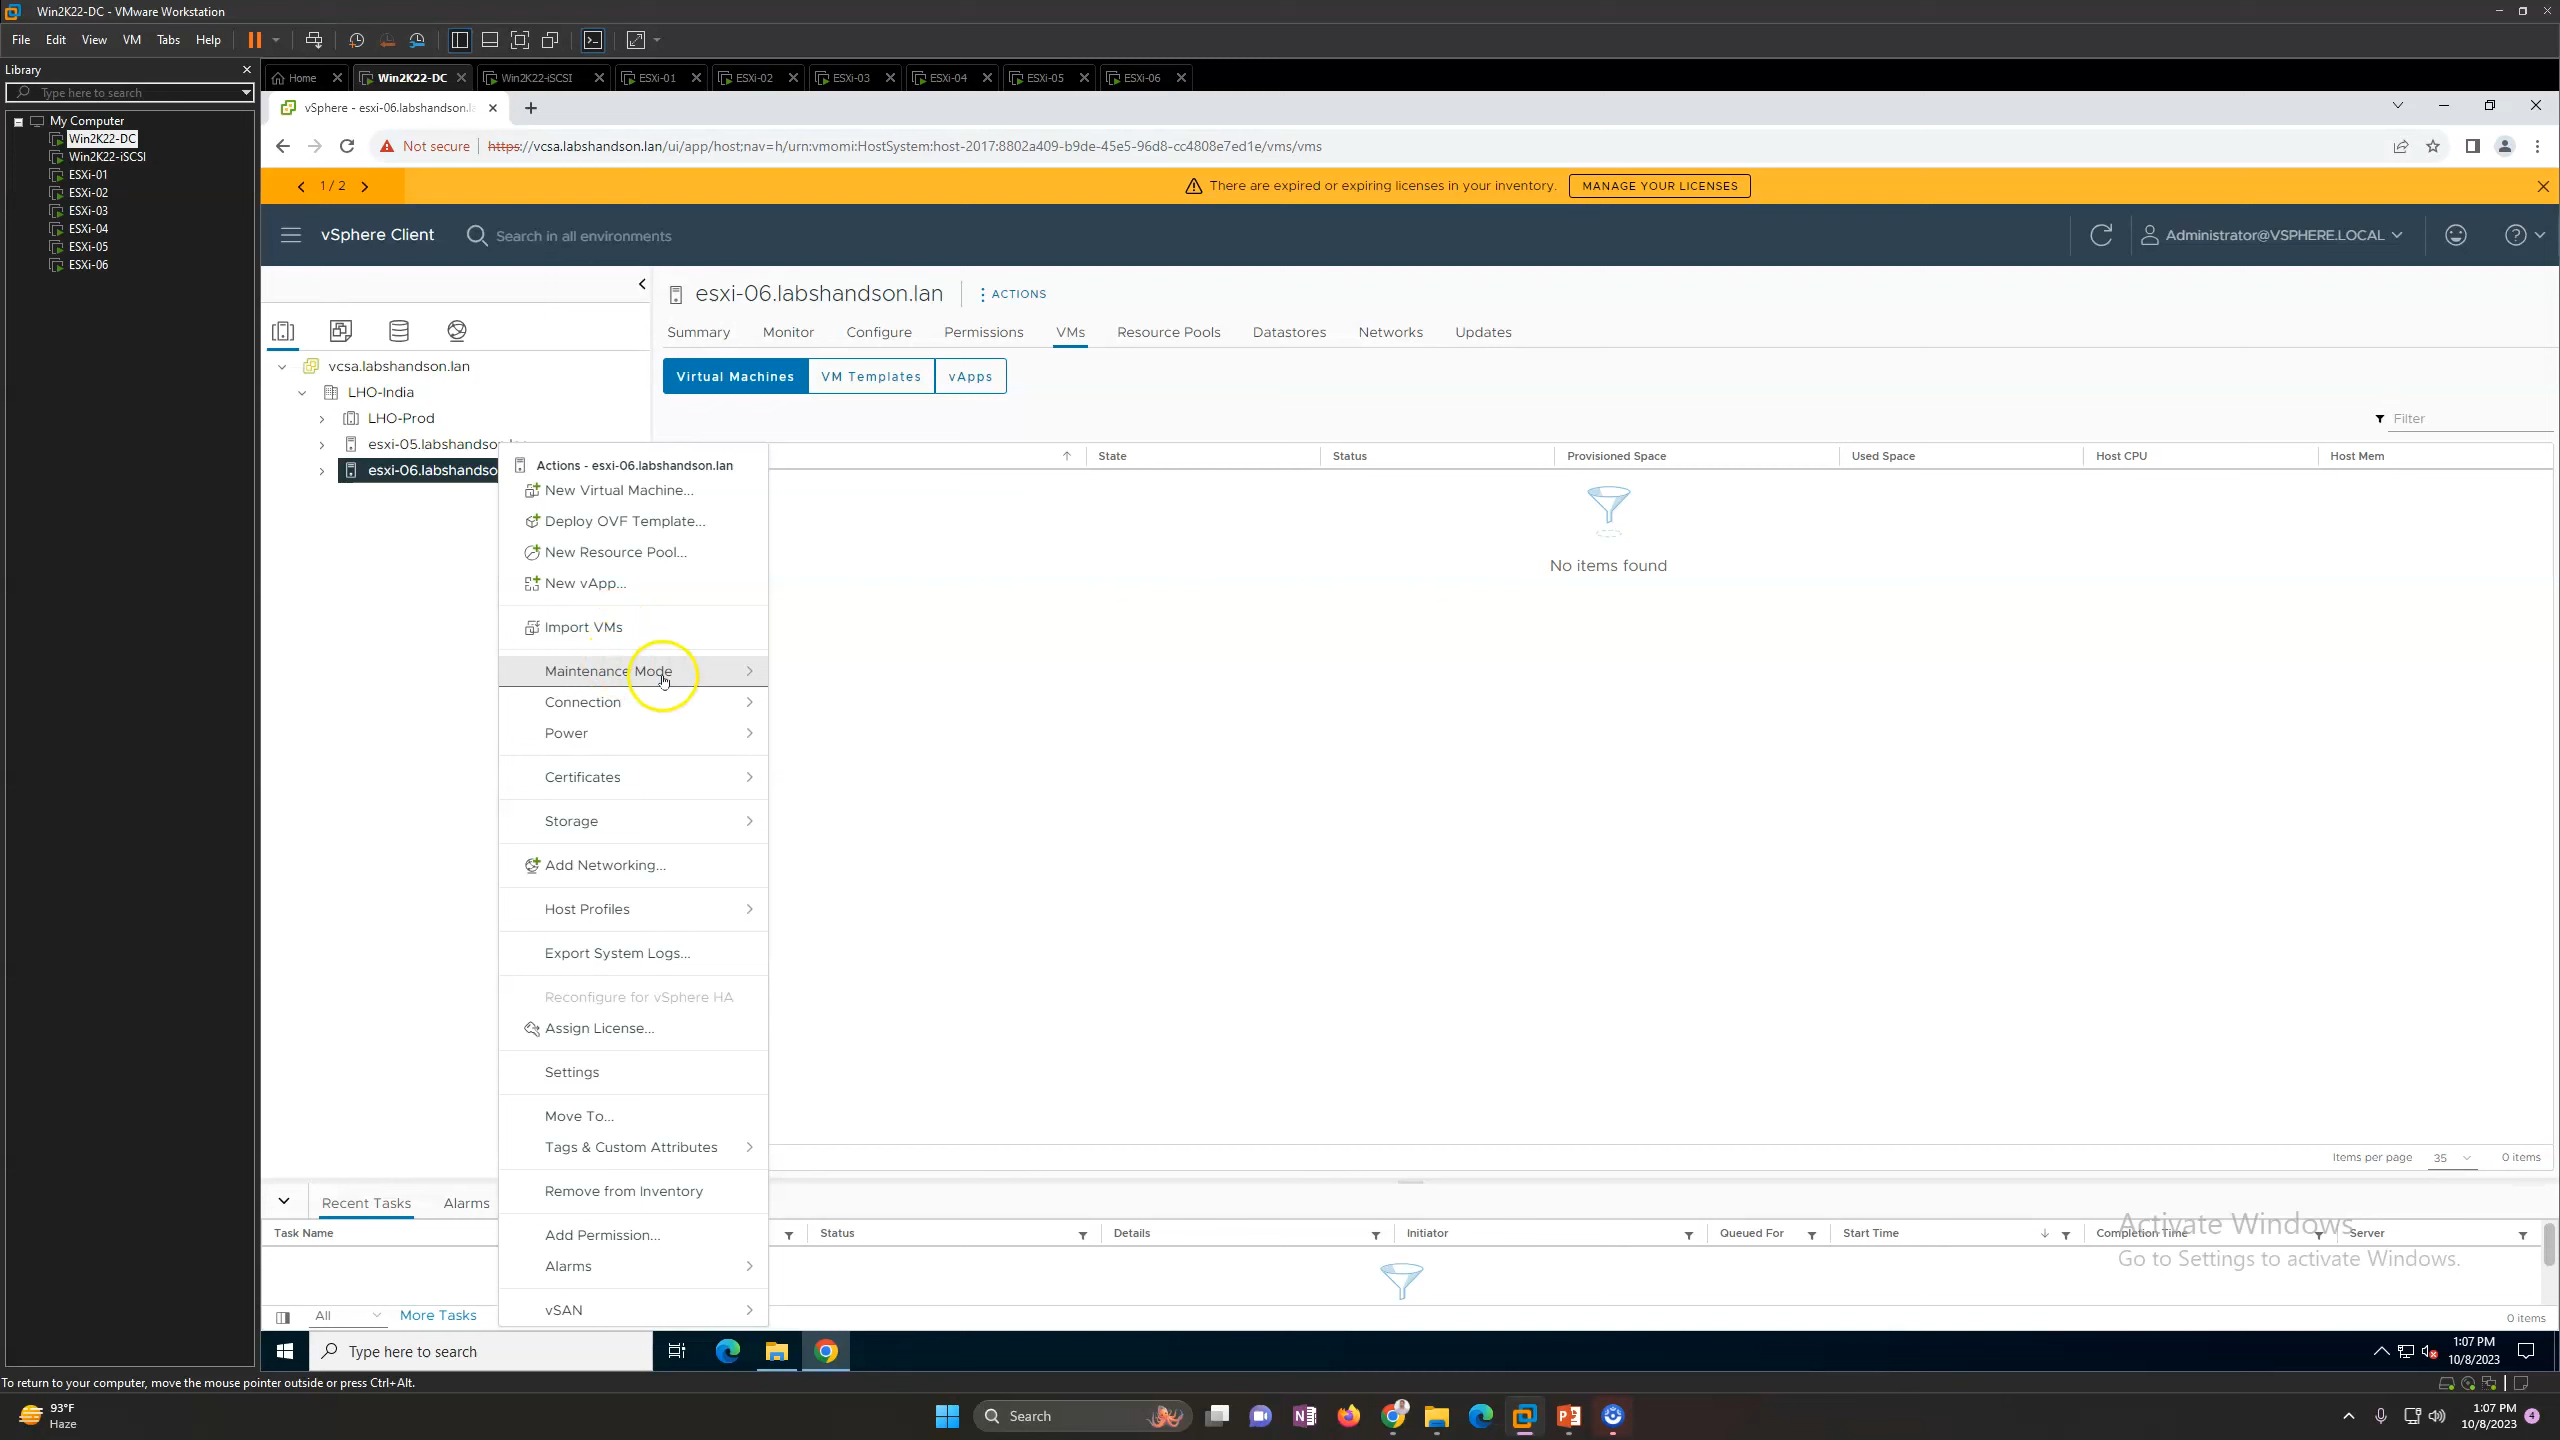 Win2K22-DC - VMware Workstation
File Edit View VM Tabs Help
Library
Type here to search
My Computer
Win2K22-DC
Win2K22-iSCSI
ESXi-01
ESXi-02
ESXi-03
ESXi-04
ESXi-05
ESXi-06
Home Win2K22-DC Win2K22-iSCSI ESXi-01 ESXi-02 ESXi-03 ESXi-04 ESXi-05 ESXi-06
vSphere - esxi-06.labshandson.la
Not secure https://vcsa.labshandson.lan/ui/app/host;nav=h/urn:vmomi:HostSystem:host-2017:8802a409-b9de-45e5-96d8-cc4808e7ed1e/vms/vms
1 / 2 There are expired or expiring licenses in your inventory. MANAGE YOUR LICENSES
vSphere Client Search in all environments Administrator@VSPHERE.LOCAL
vcsa.labshandson.lan
LHO-India
LHO-Prod
esxi-05.labshandso
esxi-06.labshandso
esxi-06.labshandson.lan ACTIONS
Summary Monitor Configure Permissions VMs Resource Pools Datastores Networks Updates
Virtual Machines VM Templates vApps
Filter
State Status Provisioned Space Used Space Host CPU Host Mem
No items found
Items per page 35 0 items
Actions - esxi-06.labshandson.lan
New Virtual Machine...
Deploy OVF Template...
New Resource Pool...
New vApp...
Import VMs
Maintenance Mode
Connection
Power
Certificates
Storage
Add Networking...
Host Profiles
Export System Logs...
Reconfigure for vSphere HA
Assign License...
Settings
Move To...
Tags & Custom Attributes
Remove from Inventory
Add Permission...
Alarms
vSAN
Recent Tasks Alarms
Task Name Status Details Initiator Queued For Start Time Completion Time Server
Activate Windows
Go to Settings to activate Windows.
All More Tasks 0 items
Type here to search
1:07 PM
10/8/2023
To return to your computer, move the mouse pointer outside or press Ctrl+Alt.
93°F
Haze
Search
1:07 PM
10/8/2023
4